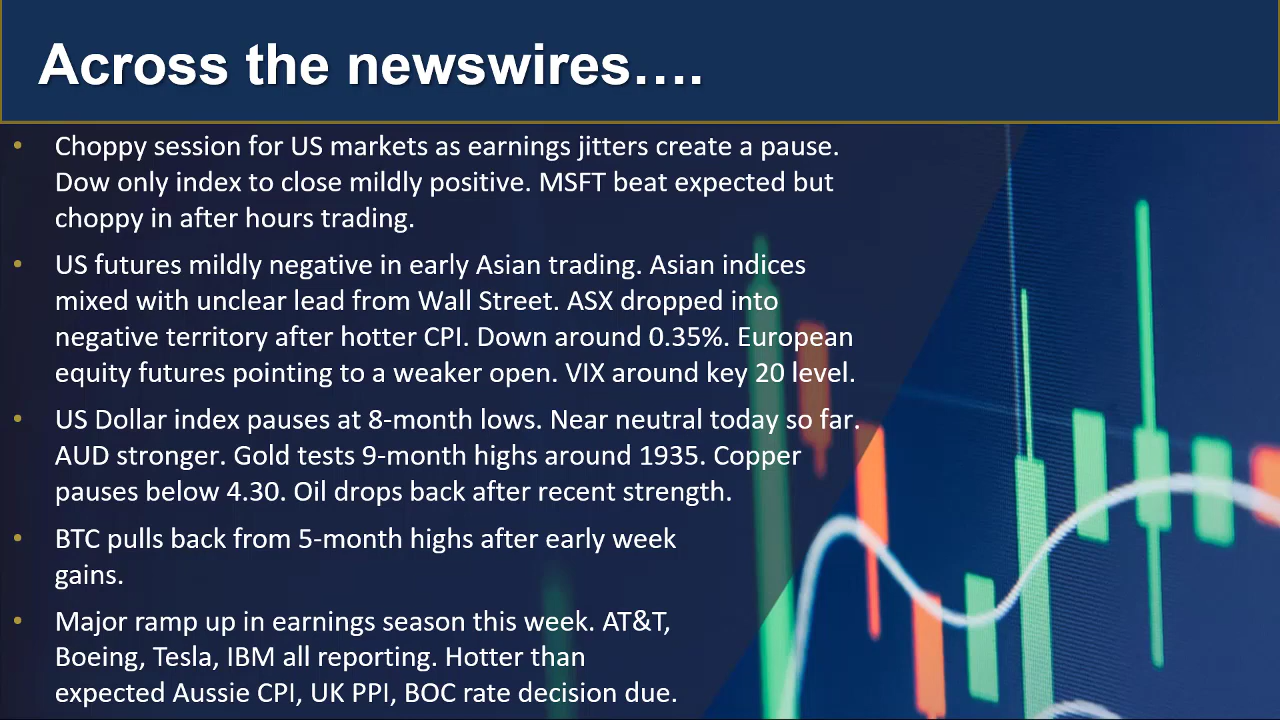 Across the newswires....
• Choppy session for US markets as earnings jitters create a pause.
Dow only index to close mildly positive. MSFT beat expected but
choppy in after hours trading.
• US futures mildly negative in early Asian trading. Asian indices
mixed with unclear lead from Wall Street. ASX dropped into
negative territory after hotter CPI. Down around 0.35%. European
equity futures pointing to a weaker open. VIX around key 20 level.
• US Dollar index pauses at 8-month lows. Near neutral today so far.
AUD stronger. Gold tests 9-month highs around 1935. Copper
pauses below 4.30. Oil drops back after recent strength.
• BTC pulls back from 5-month highs after early week
gains.
• Major ramp up in earnings season this week. AT&T,
Boeing, Tesla, IBM all reporting. Hotter than
expected Aussie CPI, UK PPI, BOC rate decision due.